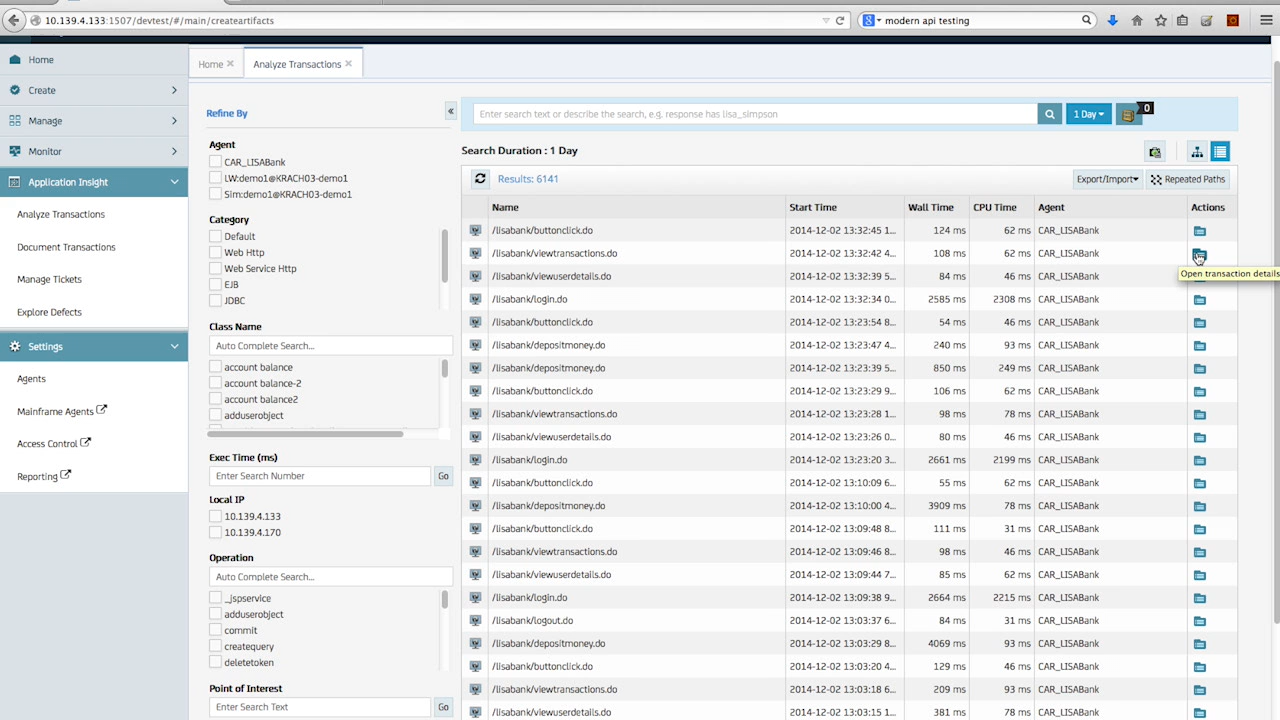 10.139.4.133:1507/devtest/#/main/createartifacts
modern api testing
Home
Create
Manage
Monitor
Application Insight
Analyze Transactions
Document Transactions
Manage Tickets
Explore Defects
Settings
Agents
Mainframe Agents
Access Control
Reporting
Home
Analyze Transactions
Refine By
«
Agent
CAR_LISABank
LW:demo1@KRACH03-demo1
Sim:demo1@KRACH03-demo1
Category
Default
Web Http
Web Service Http
EJB
JDBC
Class Name
Auto Complete Search...
account balance
account balance-2
account balance2
adduserobject
Exec Time (ms)
Enter Search Number
Go
Local IP
10.139.4.133
10.139.4.170
Operation
Auto Complete Search...
_jspservice
adduserobject
commit
createquery
deletetoken
Point of Interest
Enter Search Text
Go
Enter search text or describe the search, e.g. response has lisa_simpson
1 Day
0
Search Duration : 1 Day
Results: 6141
Export/Import
Repeated Paths
Name Start Time Wall Time CPU Time Agent Actions
/lisabank/buttonclick.do 2014-12-02 13:32:45 1... 124 ms 62 ms CAR_LISABank
/lisabank/viewtransactions.do 2014-12-02 13:32:42 4... 108 ms 62 ms CAR_LISABank
Open transaction details
/lisabank/viewuserdetails.do 2014-12-02 13:32:39 5... 84 ms 46 ms CAR_LISABank
/lisabank/login.do 2014-12-02 13:32:34 0... 2585 ms 2308 ms CAR_LISABank
/lisabank/buttonclick.do 2014-12-02 13:23:54 8... 54 ms 46 ms CAR_LISABank
/lisabank/depositmoney.do 2014-12-02 13:23:47 4... 240 ms 93 ms CAR_LISABank
/lisabank/depositmoney.do 2014-12-02 13:23:39 5... 850 ms 249 ms CAR_LISABank
/lisabank/buttonclick.do 2014-12-02 13:23:29 9... 106 ms 62 ms CAR_LISABank
/lisabank/viewtransactions.do 2014-12-02 13:23:28 1... 98 ms 78 ms CAR_LISABank
/lisabank/viewuserdetails.do 2014-12-02 13:23:26 0... 80 ms 46 ms CAR_LISABank
/lisabank/login.do 2014-12-02 13:23:20 3... 2661 ms 2199 ms CAR_LISABank
/lisabank/buttonclick.do 2014-12-02 13:10:09 6... 55 ms 62 ms CAR_LISABank
/lisabank/depositmoney.do 2014-12-02 13:10:00 4... 3909 ms 78 ms CAR_LISABank
/lisabank/buttonclick.do 2014-12-02 13:09:48 8... 111 ms 31 ms CAR_LISABank
/lisabank/viewtransactions.do 2014-12-02 13:09:46 8... 98 ms 46 ms CAR_LISABank
/lisabank/viewuserdetails.do 2014-12-02 13:09:44 7... 85 ms 62 ms CAR_LISABank
/lisabank/login.do 2014-12-02 13:09:38 9... 2664 ms 2215 ms CAR_LISABank
/lisabank/logout.do 2014-12-02 13:03:37 6... 84 ms 31 ms CAR_LISABank
/lisabank/depositmoney.do 2014-12-02 13:03:29 8... 4069 ms 93 ms CAR_LISABank
/lisabank/buttonclick.do 2014-12-02 13:03:20 4... 129 ms 46 ms CAR_LISABank
/lisabank/viewtransactions.do 2014-12-02 13:03:18 6... 209 ms 93 ms CAR_LISABank
/lisabank/viewuserdetails.do 2014-12-02 13:03:15 1... 381 ms 78 ms CAR_LISABank